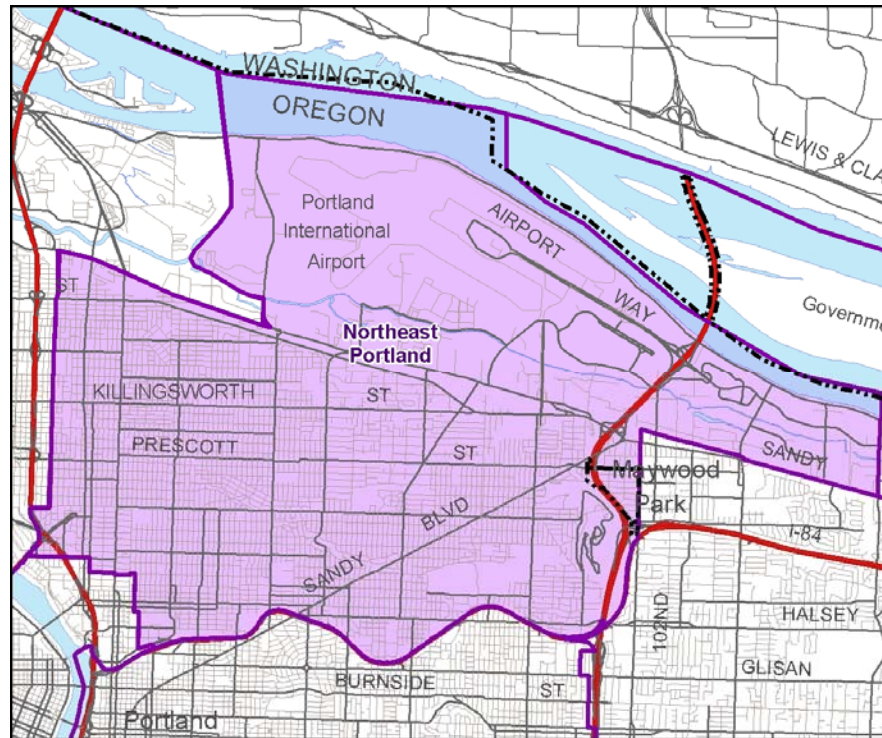 WASHINGTON
OREGON
LEWIS & CLA
Portland
International
Airport
AIRPORT
WAY
Governme
ST
Northeast
Portland
KILLINGSWORTH
ST
PRESCOTT
ST
SANDY
Maywood
Park
BLVD
I-84
SANDY
102ND
HALSEY
GLISAN
BURNSIDE
ST
Portland